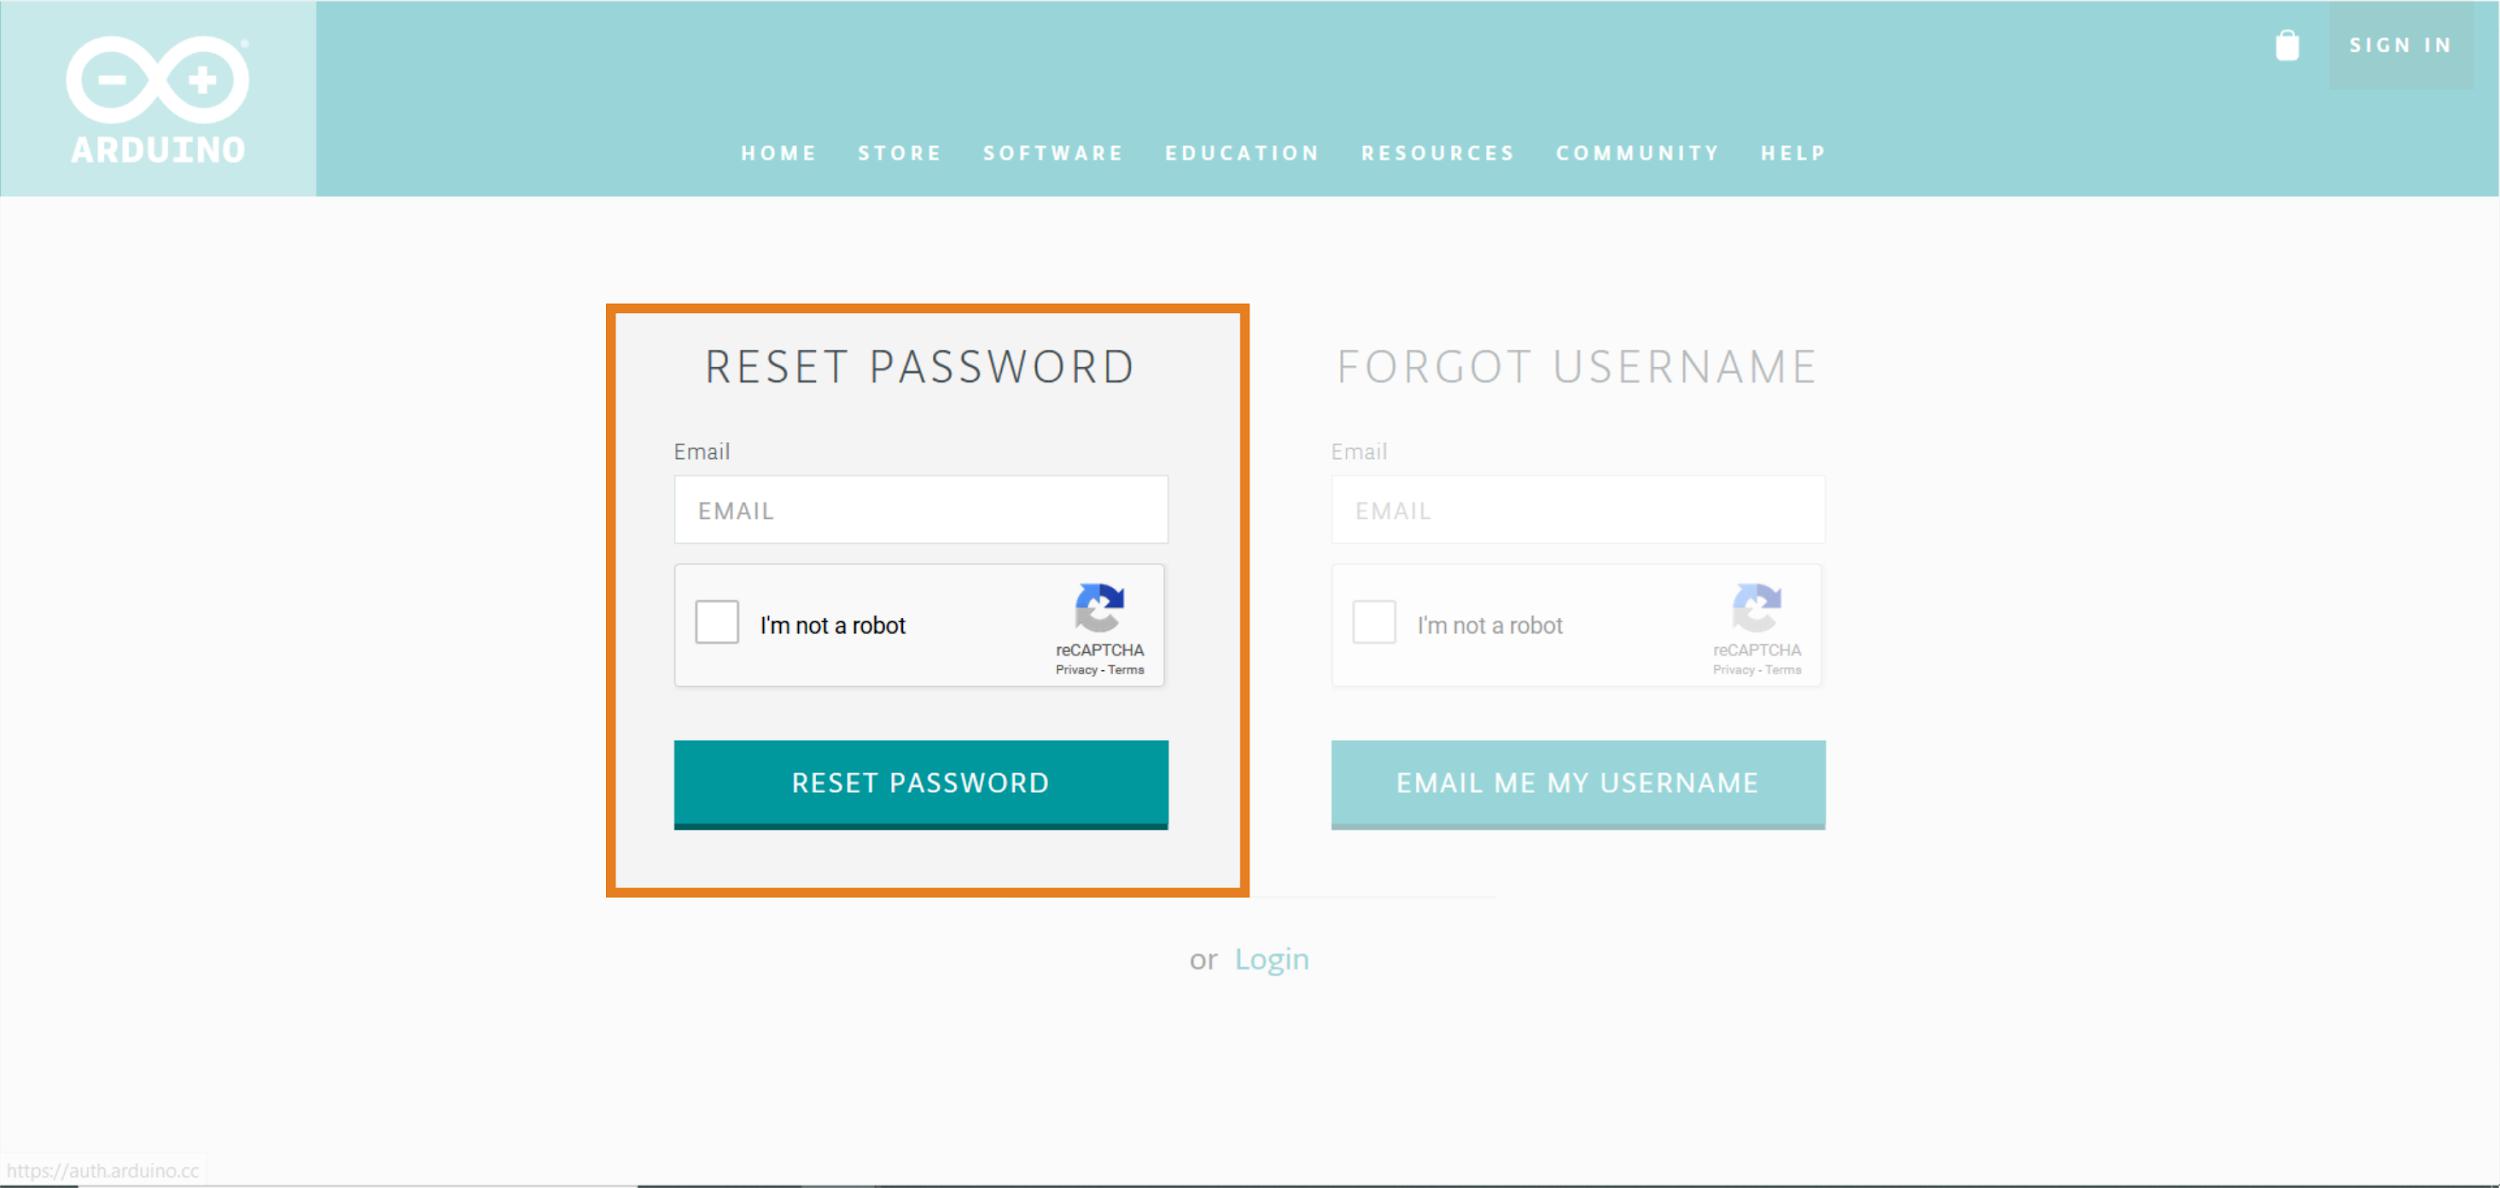 ARDUINO
SIGN IN
HOME STORE SOFTWARE EDUCATION RESOURCES COMMUNITY HELP
RESET PASSWORD
Email
EMAIL
I'm not a robot
reCAPTCHA
Privacy - Terms
RESET PASSWORD
FORGOT USERNAME
Email
EMAIL
I'm not a robot
reCAPTCHA
Privacy - Terms
EMAIL ME MY USERNAME
or Login
https://auth.arduino.cc